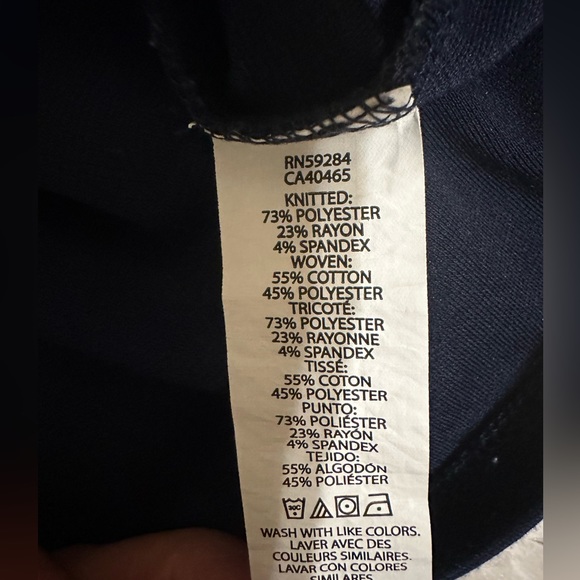 RN59284
CA40465
KNITTED:
73% POLYESTER
23% RAYON
4% SPANDEX
WOVEN:
55% COTTON
45% POLYESTER
TRICOTÉ:
73% POLYESTER
23% RAYONNE
4% SPANDEX
TISSÉ:
55% COTON
45% POLYESTER
PUNTO:
73% POLIÉSTER
23% RAYÓN
4% SPANDEX
TEJIDO:
55% ALGODÓN
45% POLIÉSTER
30C
WASH WITH LIKE COLORS.
LAVER AVEC DES
COULEURS SIMILAIRES.
LAVAR CON COLORES
SIMILARES